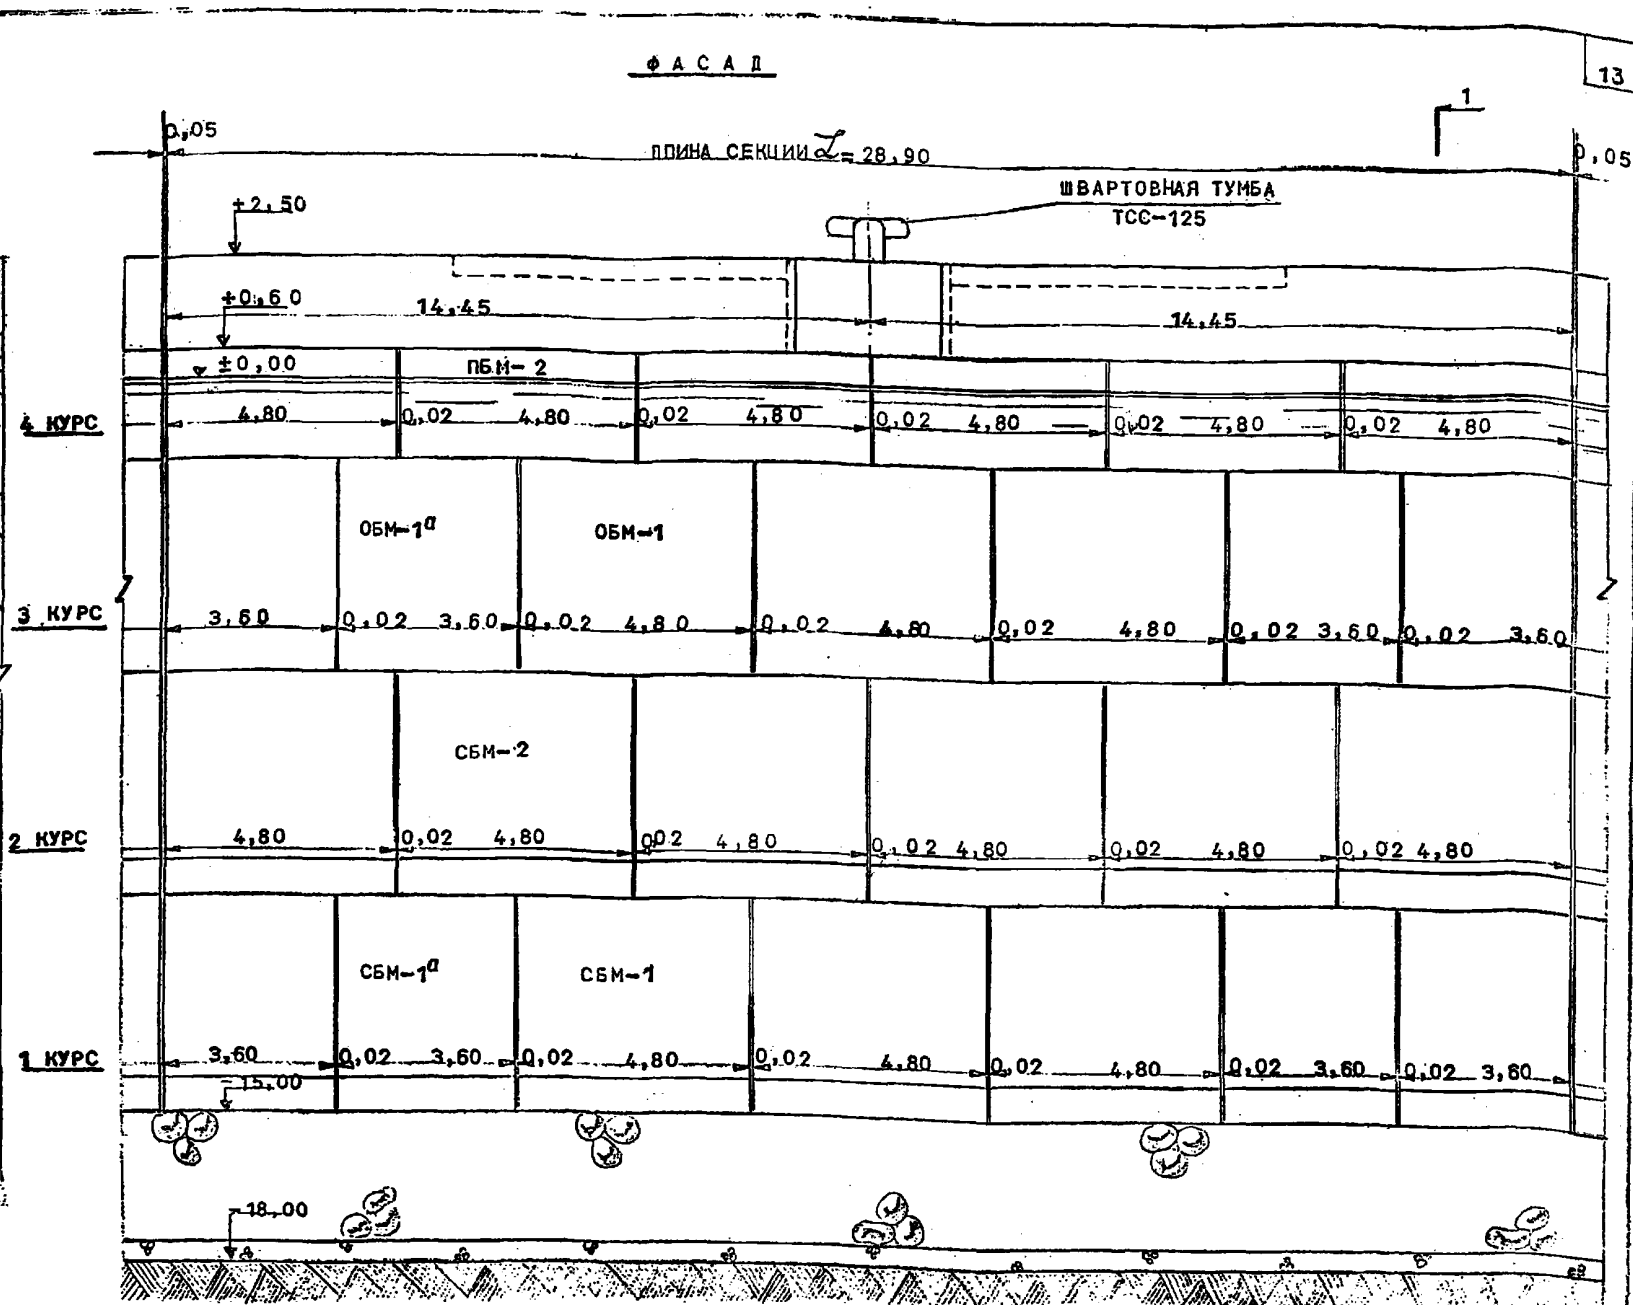 ФАСАД
13
1
0,05
ДЛИНА СЕКЦИИ L=28,90
0,05
ШВАРТОВНАЯ ТУМБА
ТСС-125
+2,50
+0,60
14,45
14,45
±0,00
ПБМ-2
4 КУРС
4,80 0,02 4,80 0,02 4,80 0,02 4,80 0,02 4,80 0,02 4,80
ОБМ-1а ОБМ-1
3 КУРС
3,60 0,02 3,60 0,02 4,80 0,02 4,80 0,02 4,80 0,02 3,60 0,02 3,60
СБМ-2
2 КУРС
4,80 0,02 4,80 0,02 4,80 0,02 4,80 0,02 4,80 0,02 4,80
СБМ-1а СБМ-1
1 КУРС
3,60 0,02 3,60 0,02 4,80 0,02 4,80 0,02 4,80 0,02 3,60 0,02 3,60
-15,00
-18,00